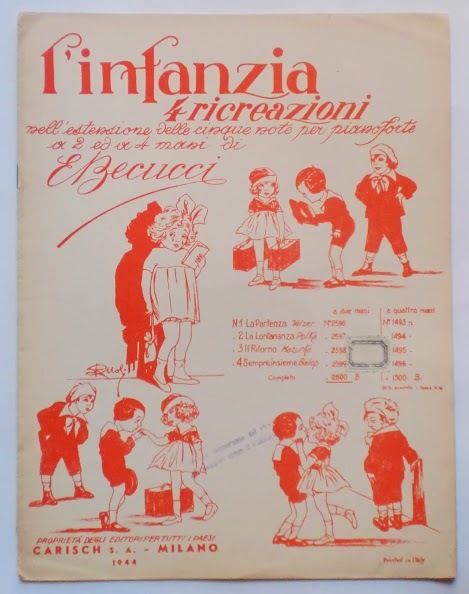 l'infanzia
4 ricreazioni
nell'estensione delle cinque note per pianoforte
a 2 ed a 4 mani di
E. Becucci
a due mani a quattro mani
N.1 La Partenza Valzer Nº 2596 Nº 1493
2 La Lontananza Polka 2597 1494
3 Il Ritorno Mazurka 2598 1495
4 Sempre insieme Galop 2599 1496
Completo 2600 B 1500 B.
PROPRIETÀ DEGLI EDITORI PER TUTTI I PAESI
CARISCH S. A. - MILANO
1944
Printed in Italy